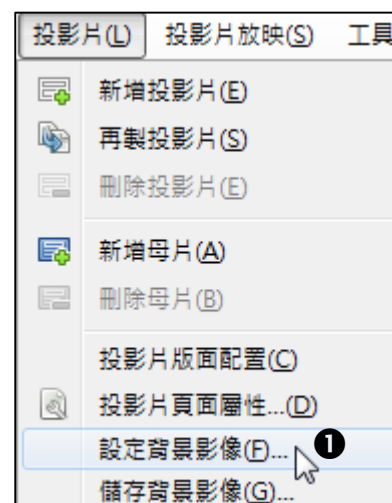 投影片(L) 投影片放映(S) 工具
新增投影片(E)
再製投影片(S)
刪除投影片(E)
新增母片(A)
刪除母片(B)
投影片版面配置(C)
投影片頁面屬性...(D)
設定背景影像(F)... 1
儲存背景影像(G)...